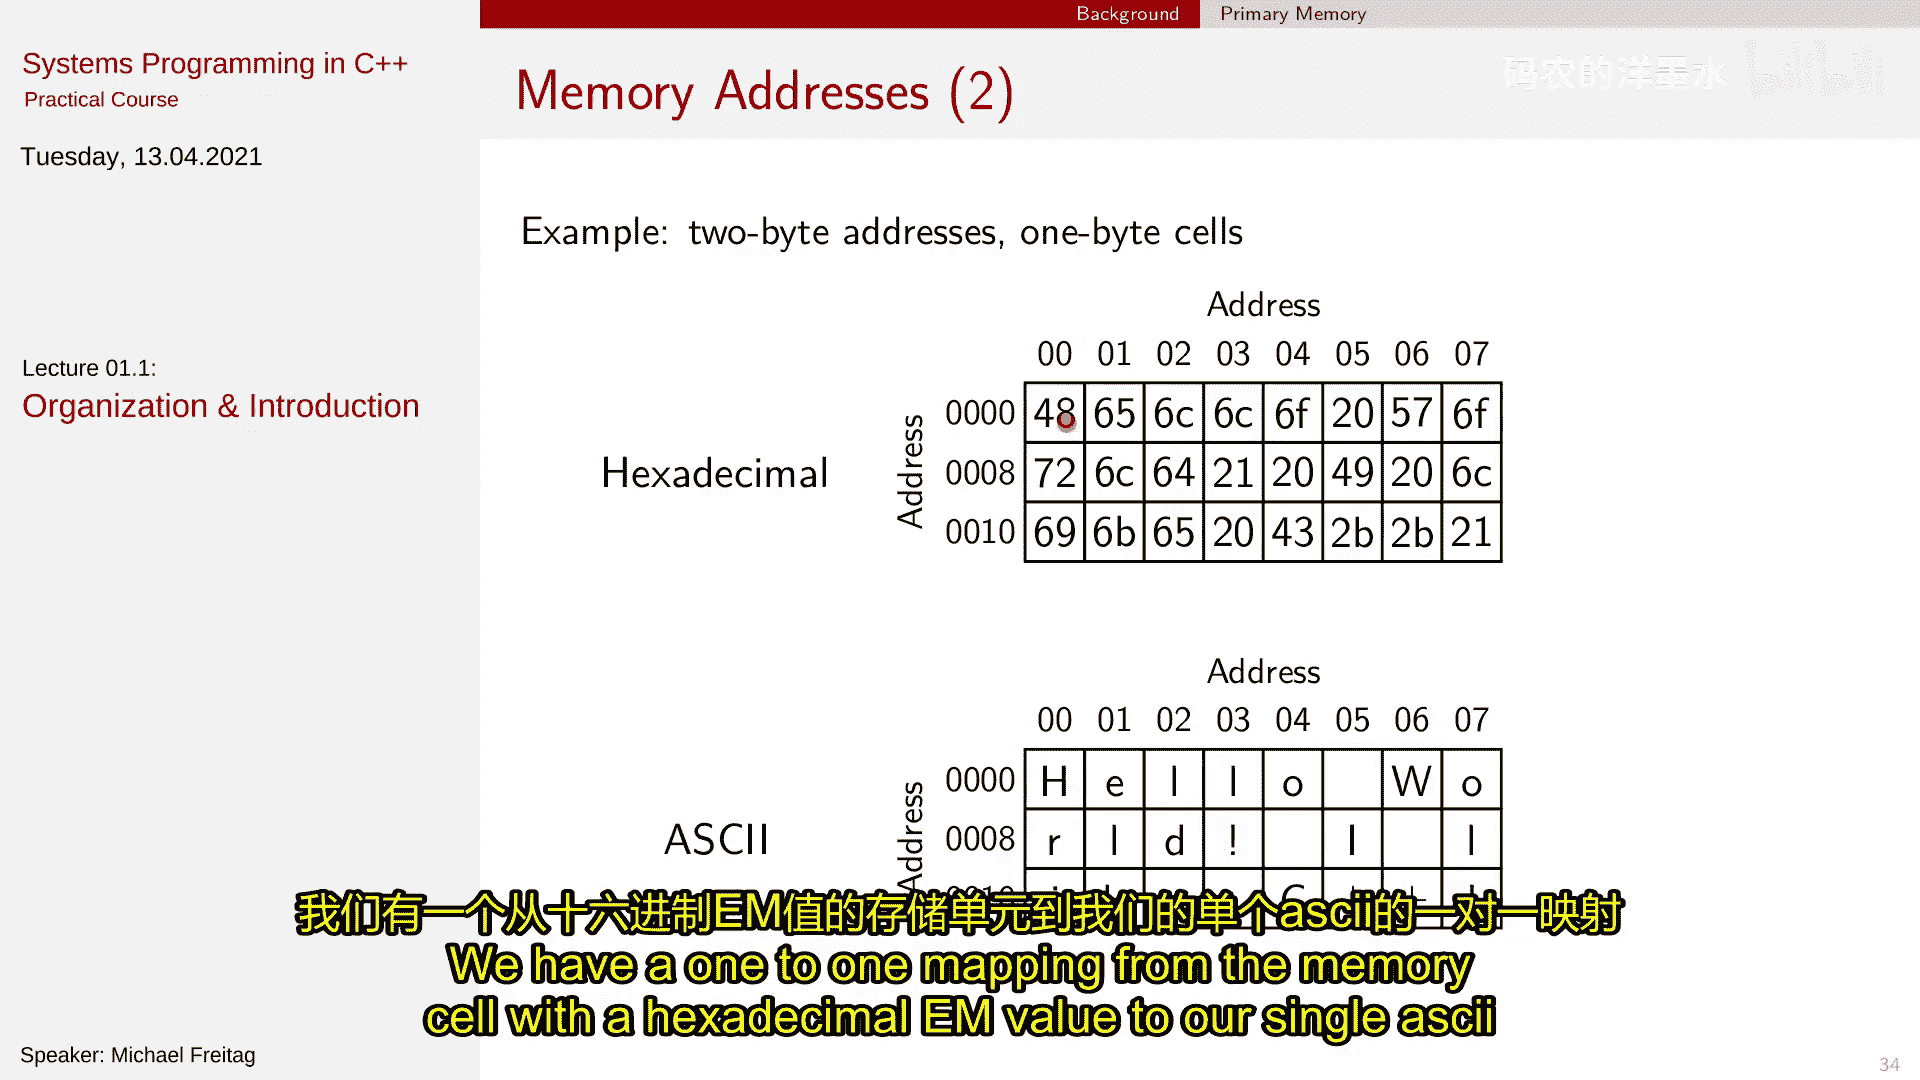 Background
Primary Memory
Systems Programming in C++
Practical Course
Tuesday, 13.04.2021
Lecture 01.1:
Organization & Introduction
Memory Addresses (2)
码农的洋墨水 bilibili
Example: two-byte addresses, one-byte cells
Address
00 01 02 03 04 05 06 07
Hexadecimal
Address
0000 48 65 6c 6c 6f 20 57 6f
0008 72 6c 64 21 20 49 20 6c
0010 69 6b 65 20 43 2b 2b 21
Address
00 01 02 03 04 05 06 07
ASCII
Address
0000 H e l l o W o
0008 r l d ! I l
我们有一个从十六进制EM值的存储单元到我们的单个ascii的一对一映射
We have a one to one mapping from the memory
cell with a hexadecimal EM value to our single ascii
Speaker: Michael Freitag
34